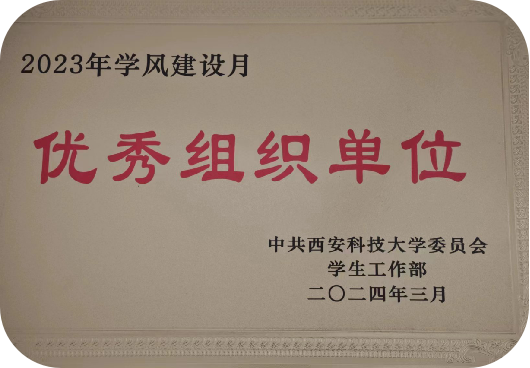 2023年学风建设月
优秀组织单位
中共西安科技大学委员会
学生工作部
二〇二四年三月